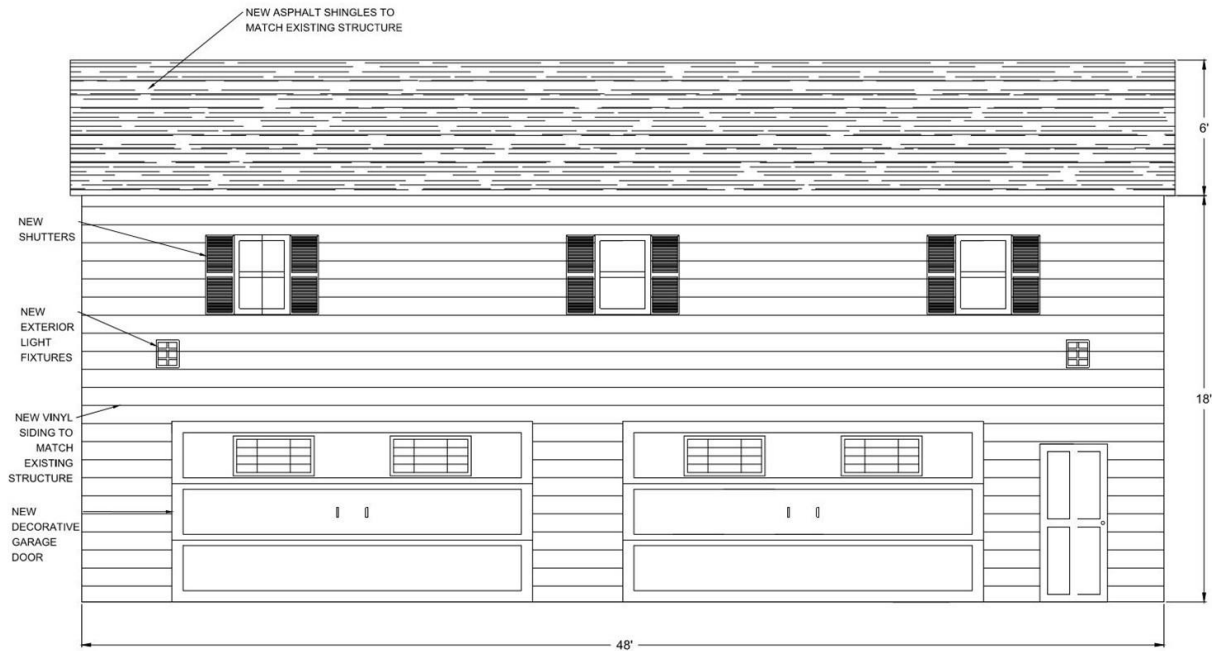 NEW ASPHALT SHINGLES TO
MATCH EXISTING STRUCTURE
6'
NEW
SHUTTERS
NEW
EXTERIOR
LIGHT
FIXTURES
18'
NEW VINYL
SIDING TO
MATCH
EXISTING
STRUCTURE
NEW
DECORATIVE
GARAGE
DOOR
48'